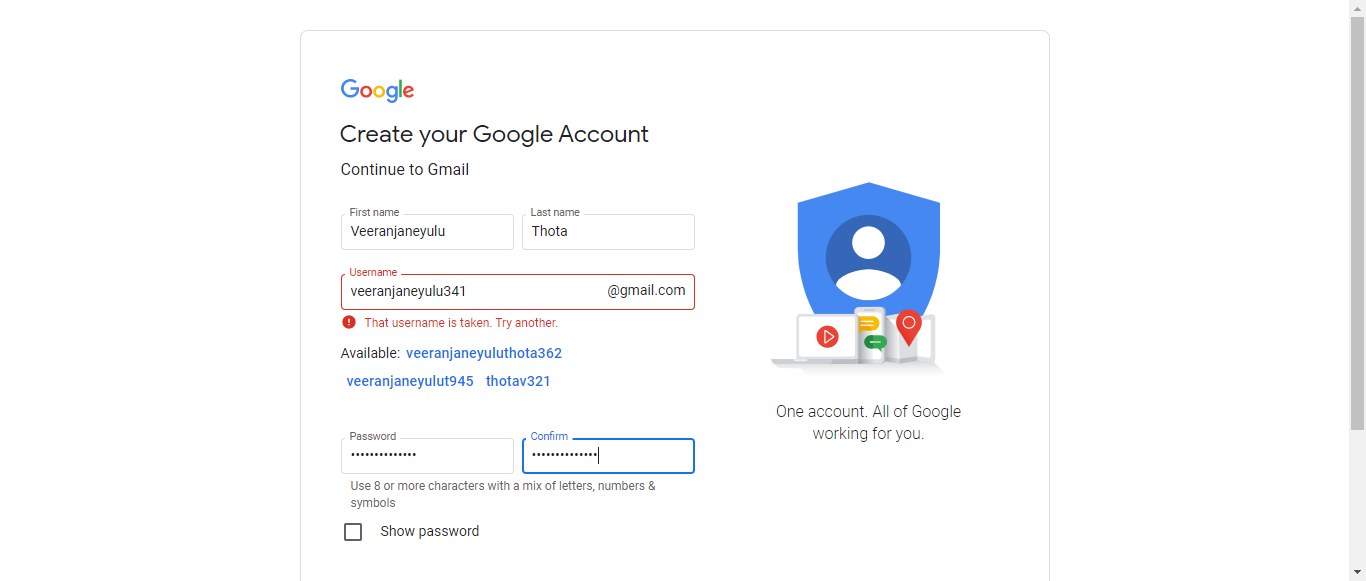 Google
Create your Google Account
Continue to Gmail
First name
Last name
Veeranjaneyulu
Thota
Username
veeranjaneyulu341 @gmail.com
That username is taken. Try another.
Available: veeranjaneyuluthota362
veeranjaneyulut945 thotav321
Password
Confirm
••••••••••••••
••••••••••••••
Use 8 or more characters with a mix of letters, numbers &
symbols
Show password
One account. All of Google
working for you.